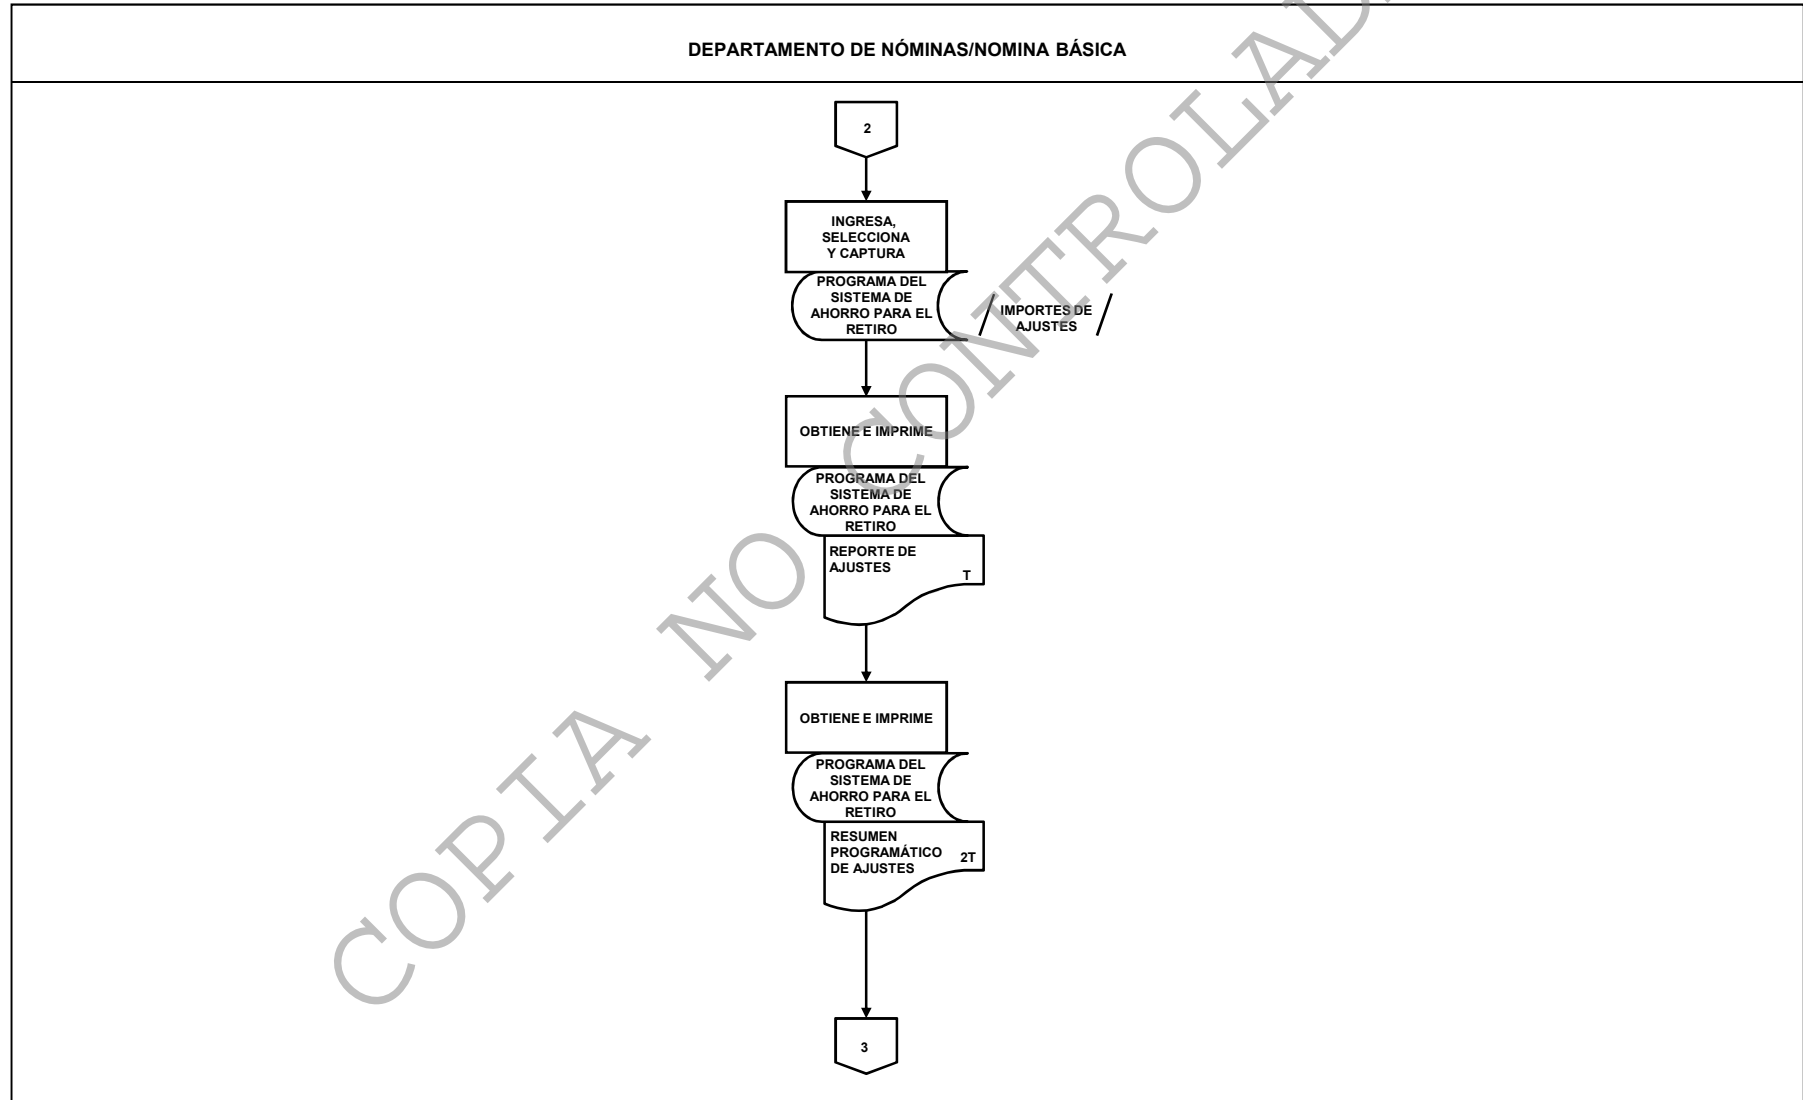 DEPARTAMENTO DE NÓMINAS/NOMINA BÁSICA
2
INGRESA,
SELECCIONA
Y CAPTURA
PROGRAMA DEL
SISTEMA DE
AHORRO PARA EL
RETIRO
/ IMPORTES DE
AJUSTES /
OBTIENE E IMPRIME
PROGRAMA DEL
SISTEMA DE
AHORRO PARA EL
RETIRO
REPORTE DE
AJUSTES
T
OBTIENE E IMPRIME
PROGRAMA DEL
SISTEMA DE
AHORRO PARA EL
RETIRO
RESUMEN
PROGRAMÁTICO 2T
DE AJUSTES
3
COPIA NO CONTROLAD